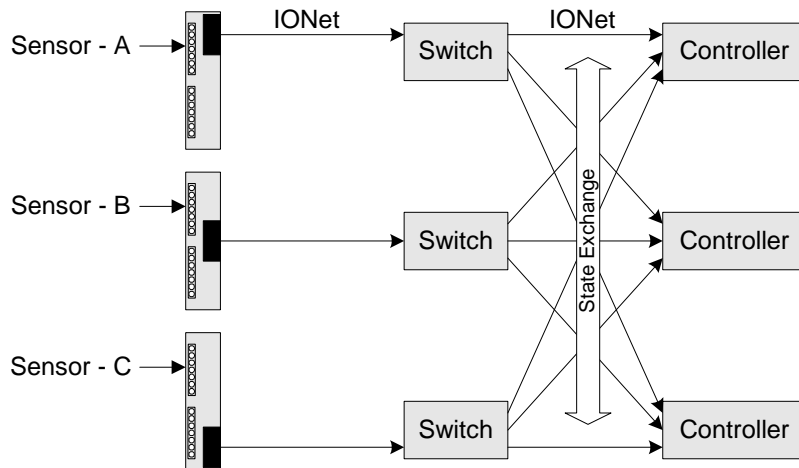 IONet
IONet
Sensor - A
Switch
Controller
Sensor - B
Switch
State Exchange
Controller
Sensor - C
Switch
Controller